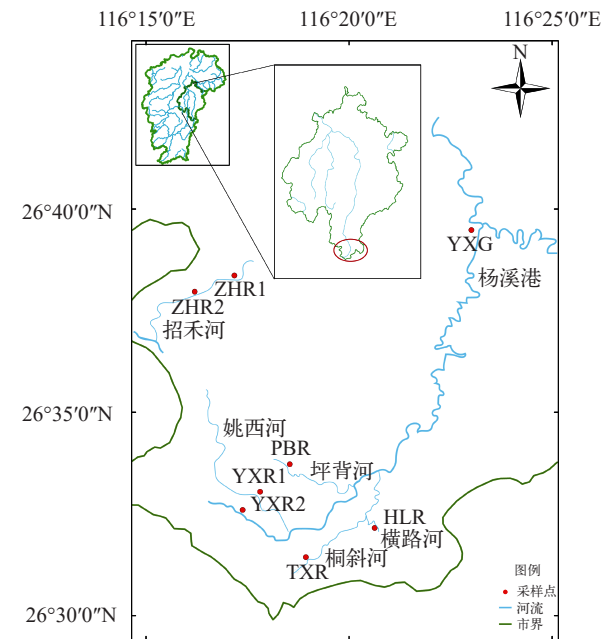 116°15′0″E
116°20′0″E
116°25′0″E
N
26°40′0″N
YXG
杨溪港
ZHR1
ZHR2
招禾河
26°35′0″N
姚西河
PBR
坪背河
YXR1
YXR2
HLR
横路河
桐斜河
TXR
图例
采样点
河流
市界
26°30′0″N